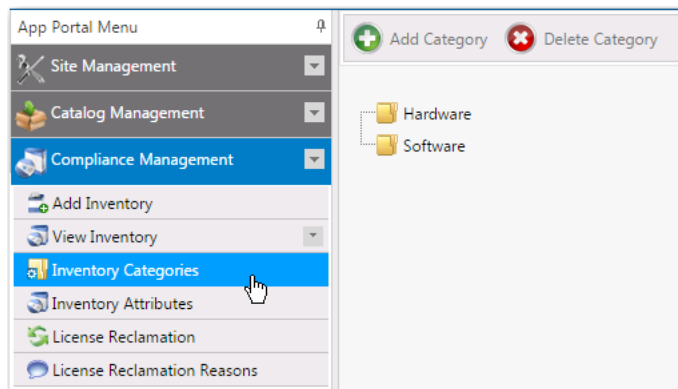 App Portal Menu
Site Management
Catalog Management
Compliance Management
Add Inventory
View Inventory
Inventory Categories
Inventory Attributes
License Reclamation
License Reclamation Reasons
Add Category Delete Category
Hardware
Software